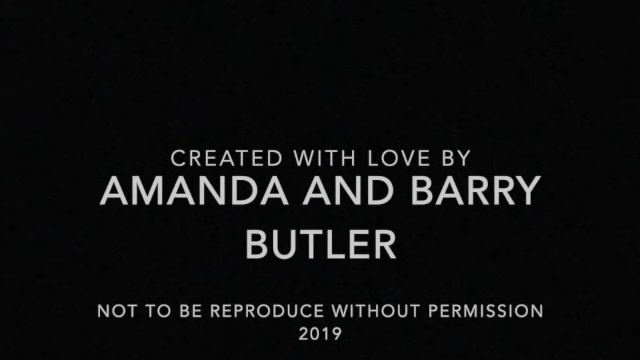 CREATED WITH LOVE BY
AMANDA AND BARRY
BUTLER
NOT TO BE REPRODUCE WITHOUT PERMISSION
2019